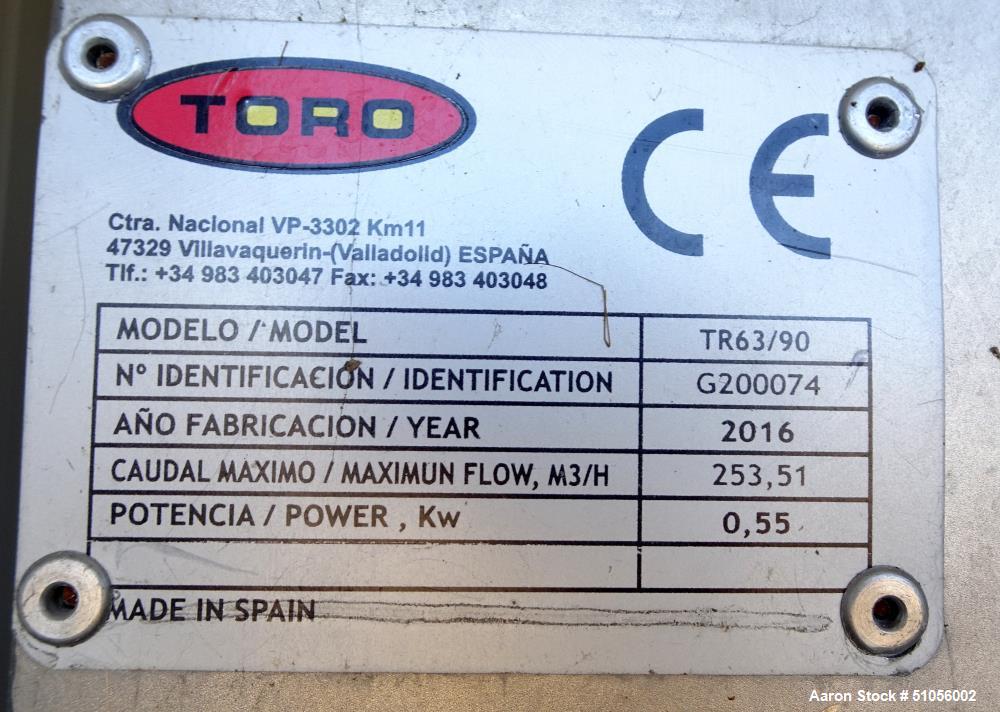 TORO
CE
Ctra. Nacional VP-3302 Km11
47329 Villavaquerin-(Valladolid) ESPAÑA
Tlf.: +34 983 403047 Fax: +34 983 403048
MODELO / MODEL TR63/90
Nº IDENTIFICACIÓN / IDENTIFICATION G200074
AÑO FABRICACIÓN / YEAR 2016
CAUDAL MAXIMO / MAXIMUN FLOW, M3/H 253,51
POTENCIA / POWER , Kw 0,55
MADE IN SPAIN
Aaron Stock # 51056002